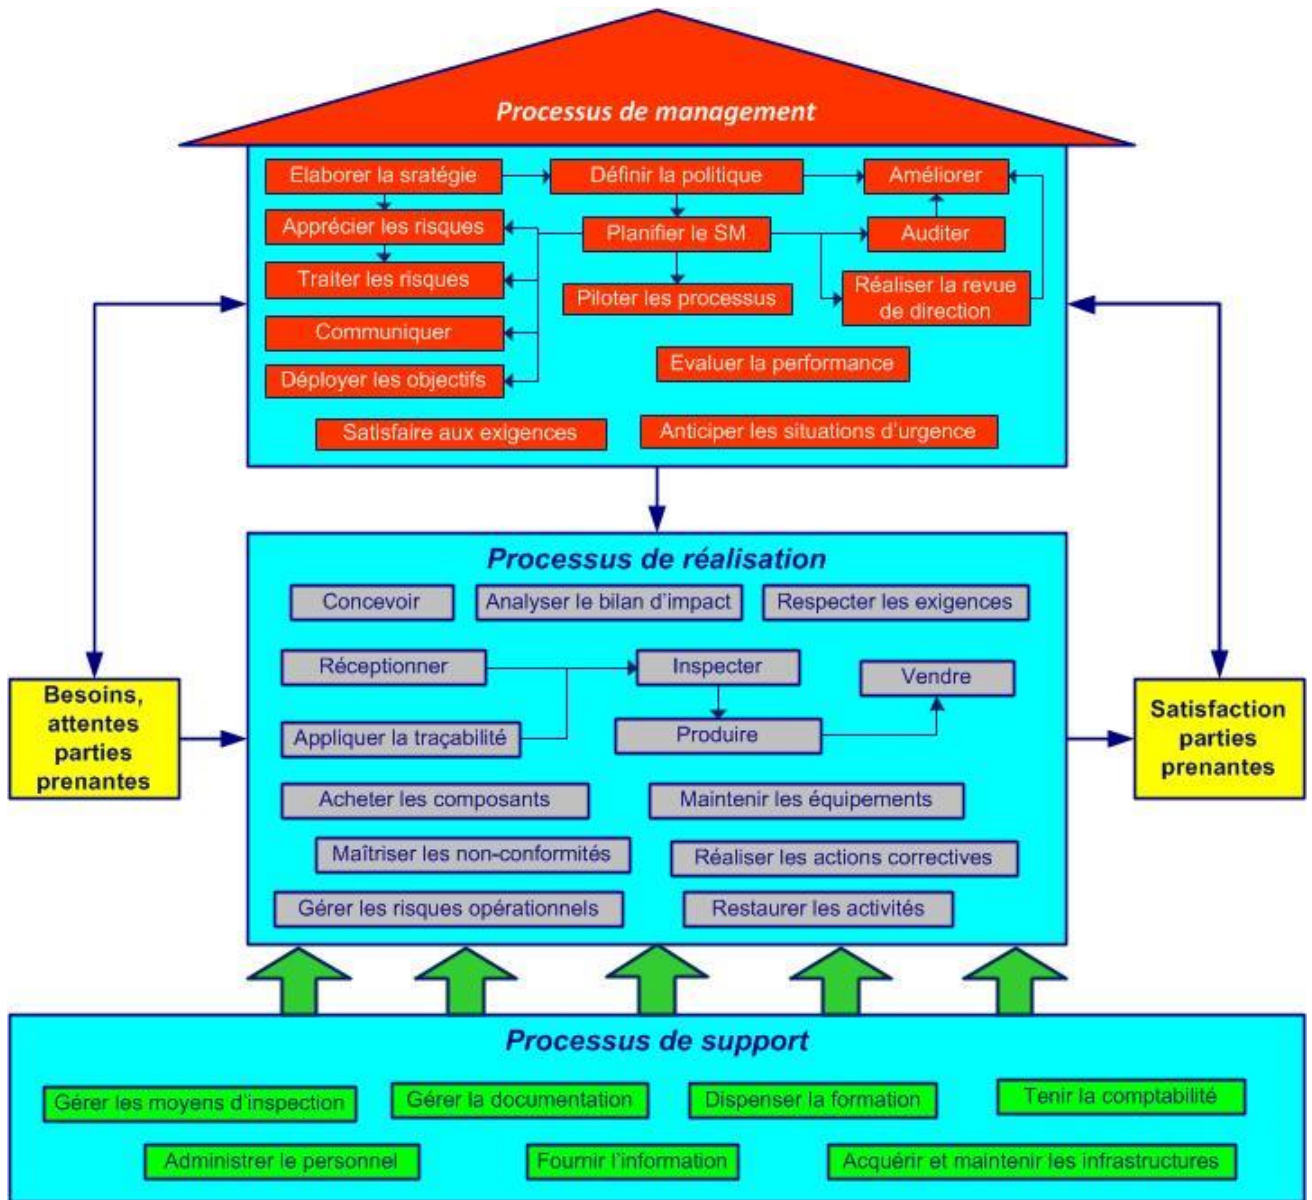 Processus de management
Elaborer la sratégie
Définir la politique
Améliorer
Apprécier les risques
Planifier le SM
Auditer
Traiter les risques
Piloter les processus
Réaliser la revue
de direction
Communiquer
Evaluer la performance
Déployer les objectifs
Satisfaire aux exigences
Anticiper les situations d'urgence
Processus de réalisation
Concevoir
Analyser le bilan d'impact
Respecter les exigences
Réceptionner
Inspecter
Vendre
Appliquer la traçabilité
Produire
Acheter les composants
Maintenir les équipements
Maîtriser les non-conformités
Réaliser les actions correctives
Gérer les risques opérationnels
Restaurer les activités
Besoins,
attentes
parties
prenantes
Satisfaction
parties
prenantes
Processus de support
Gérer les moyens d'inspection
Gérer la documentation
Dispenser la formation
Tenir la comptabilité
Administrer le personnel
Fournir l'information
Acquérir et maintenir les infrastructures